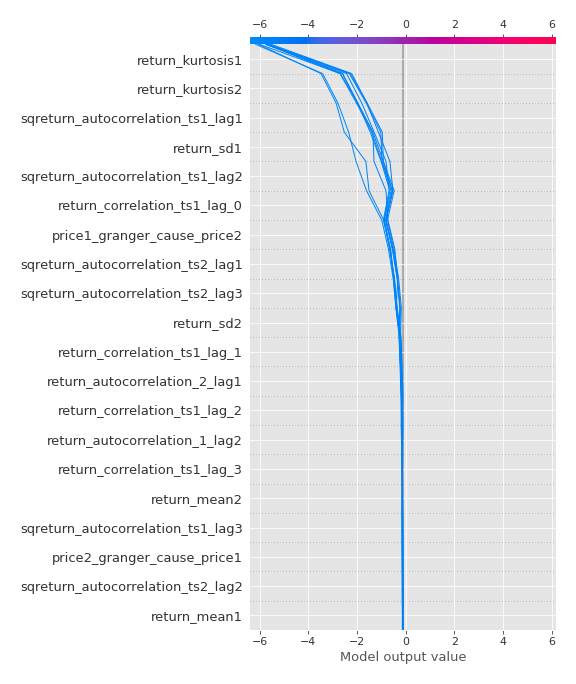 −6 −4 −2 0 2 4 6
return_kurtosis1
return_kurtosis2
sqreturn_autocorrelation_ts1_lag1
return_sd1
sqreturn_autocorrelation_ts1_lag2
return_correlation_ts1_lag_0
price1_granger_cause_price2
sqreturn_autocorrelation_ts2_lag1
sqreturn_autocorrelation_ts2_lag3
return_sd2
return_correlation_ts1_lag_1
return_autocorrelation_2_lag1
return_correlation_ts1_lag_2
return_autocorrelation_1_lag2
return_correlation_ts1_lag_3
return_mean2
sqreturn_autocorrelation_ts1_lag3
price2_granger_cause_price1
sqreturn_autocorrelation_ts2_lag2
return_mean1
−6 −4 −2 0 2 4 6
Model output value